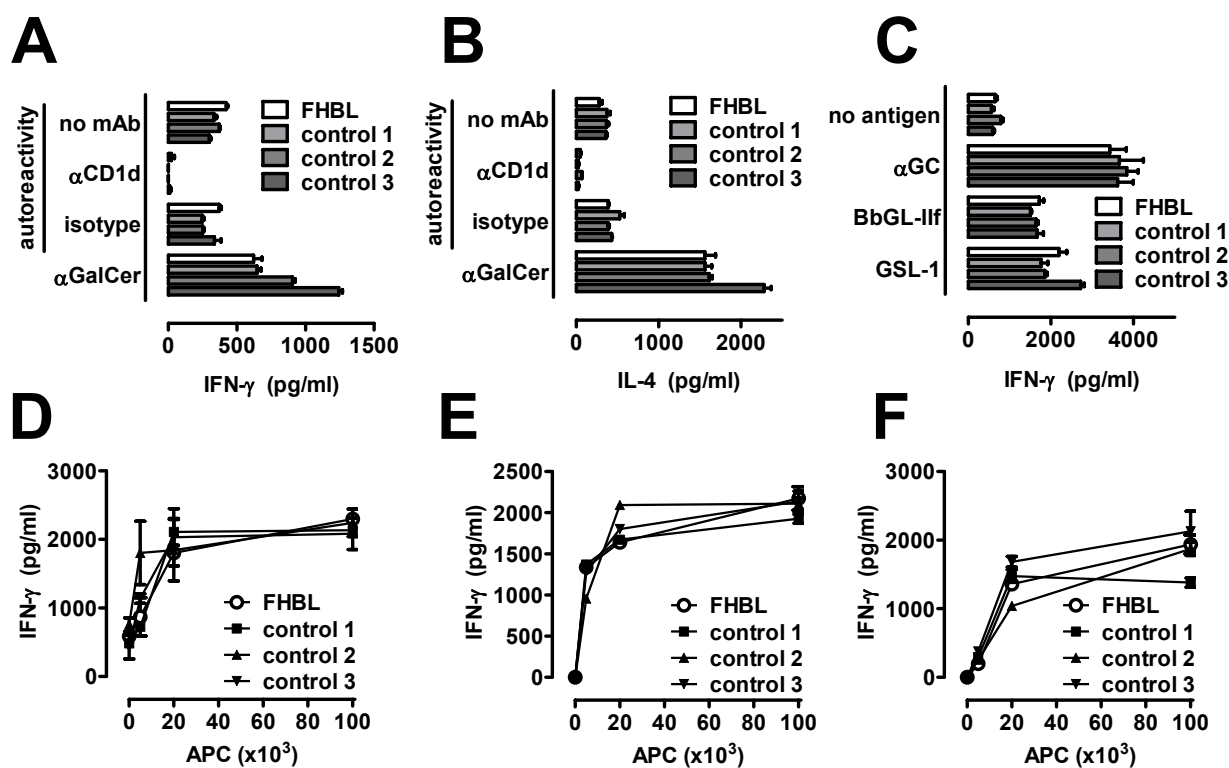 A
autoreactivity
no mAb
αCD1d
isotype
αGalCer
FHBL
control 1
control 2
control 3
0 500 1000 1500
IFN-γ (pg/ml)
B
autoreactivity
no mAb
αCD1d
isotype
αGalCer
FHBL
control 1
control 2
control 3
0 1000 2000
IL-4 (pg/ml)
C
no antigen
αGC
BbGL-IIf
GSL-1
FHBL
control 1
control 2
control 3
0 2000 4000
IFN-γ (pg/ml)
D
IFN-γ (pg/ml)
3000
2000
1000
0
FHBL
control 1
control 2
control 3
0 20 40 60 80 100
APC (x10³)
E
IFN-γ (pg/ml)
2500
2000
1500
1000
500
0
FHBL
control 1
control 2
control 3
0 20 40 60 80 100
APC (x10³)
F
IFN-γ (pg/ml)
3000
2000
1000
0
FHBL
control 1
control 2
control 3
0 20 40 60 80 100
APC (x10³)